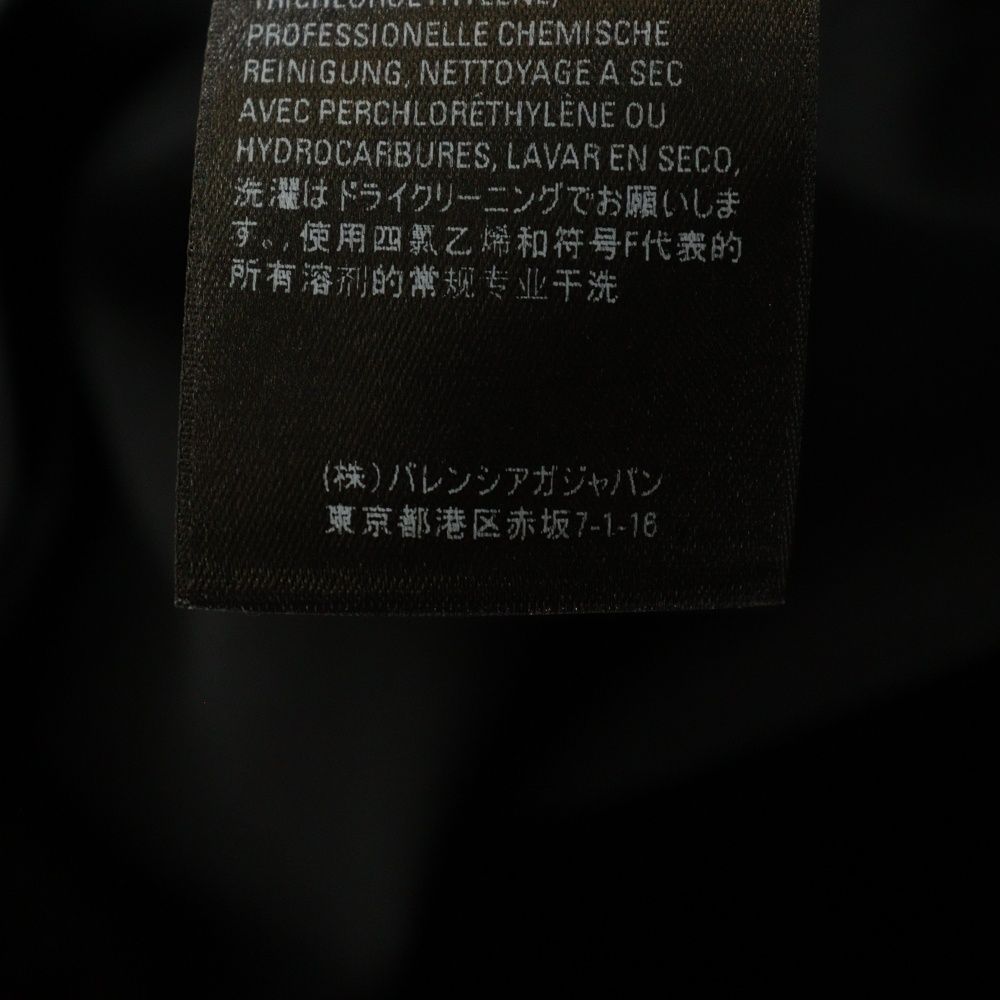 TRICHLOROETHYLENE,
PROFESSIONELLE CHEMISCHE
REINIGUNG, NETTOYAGE A SEC
AVEC PERCHLORÉTHYLÈNE OU
HYDROCARBURES, LAVAR EN SECO,
洗濯はドライクリーニングでお願いしま
す。, 使用四氯乙烯和符号F代表的
所有溶剂的常规专业干洗
(株)バレンシアガジャパン
東京都港区赤坂7-1-16